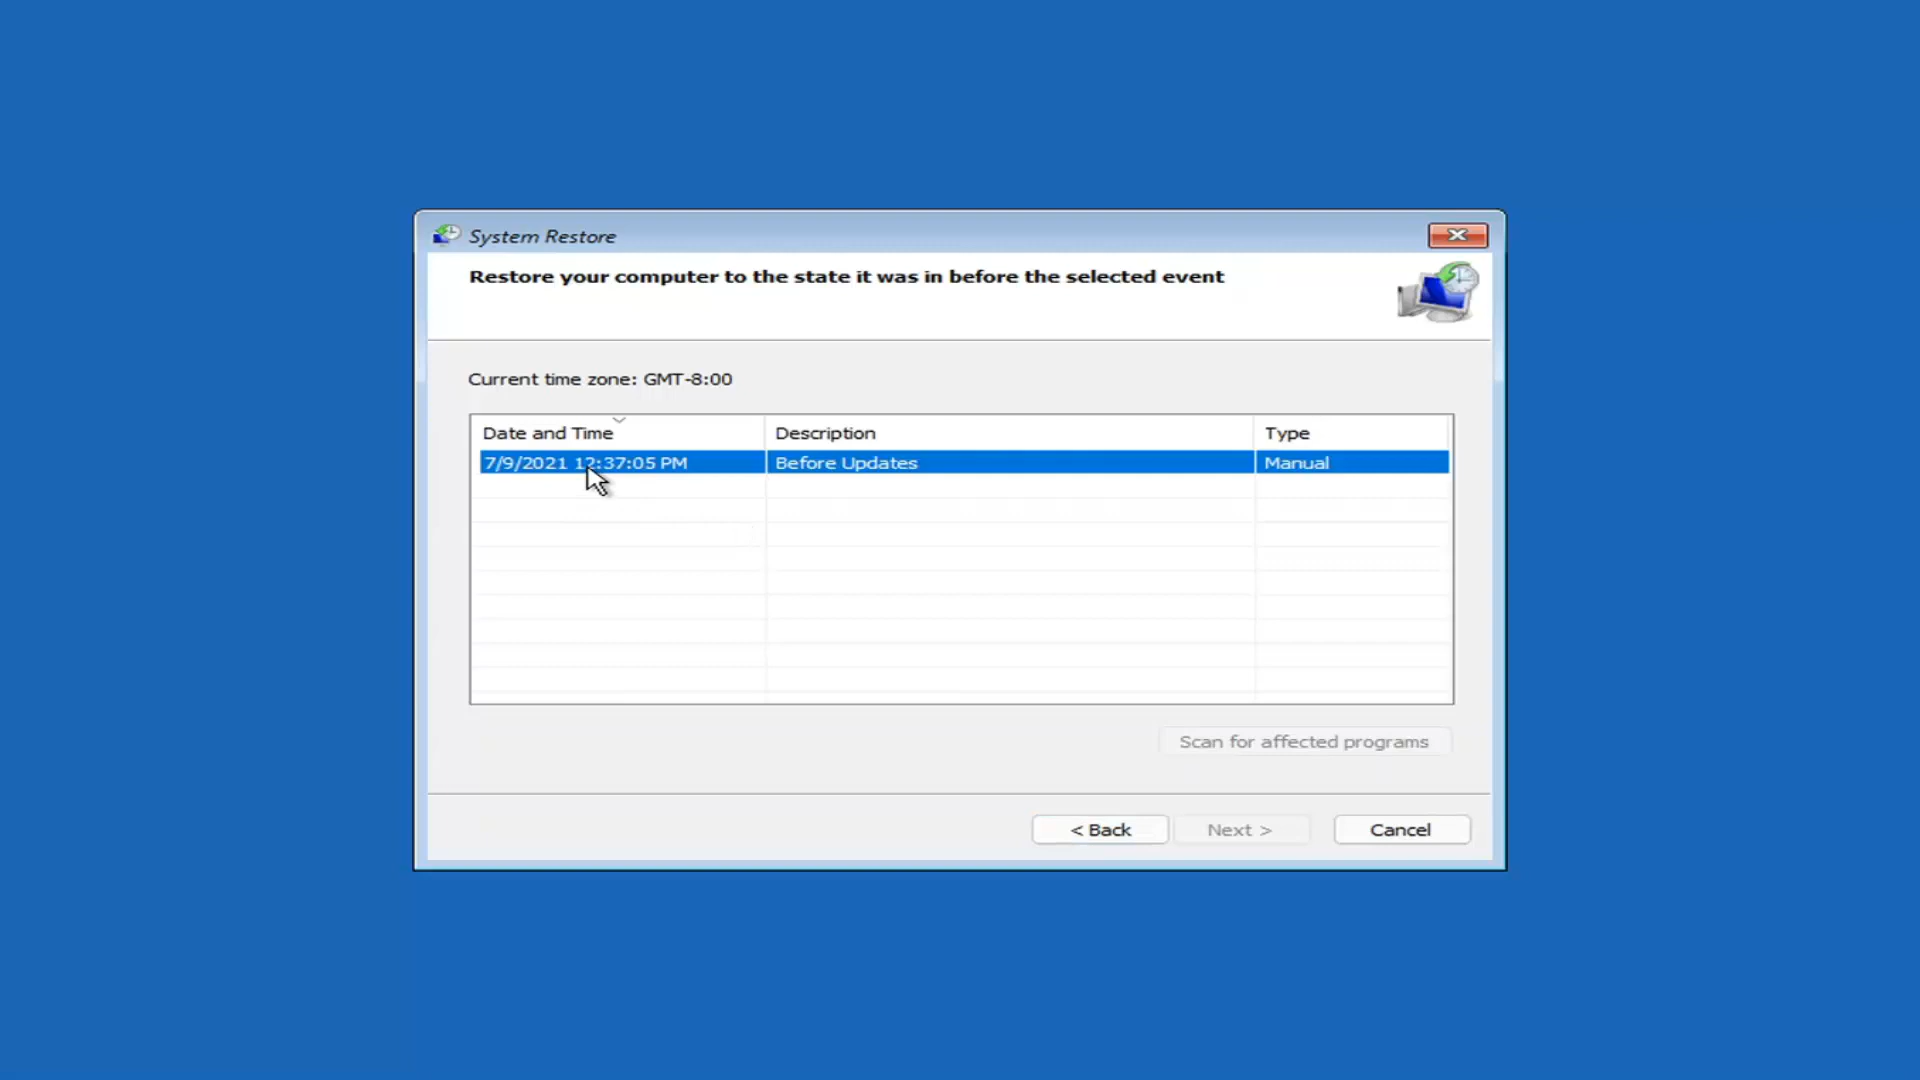 System Restore
Restore your computer to the state it was in before the selected event
Current time zone: GMT-8:00
Date and Time Description Type
7/9/2021 12:37:05 PM Before Updates Manual
Scan for affected programs
< Back Next > Cancel